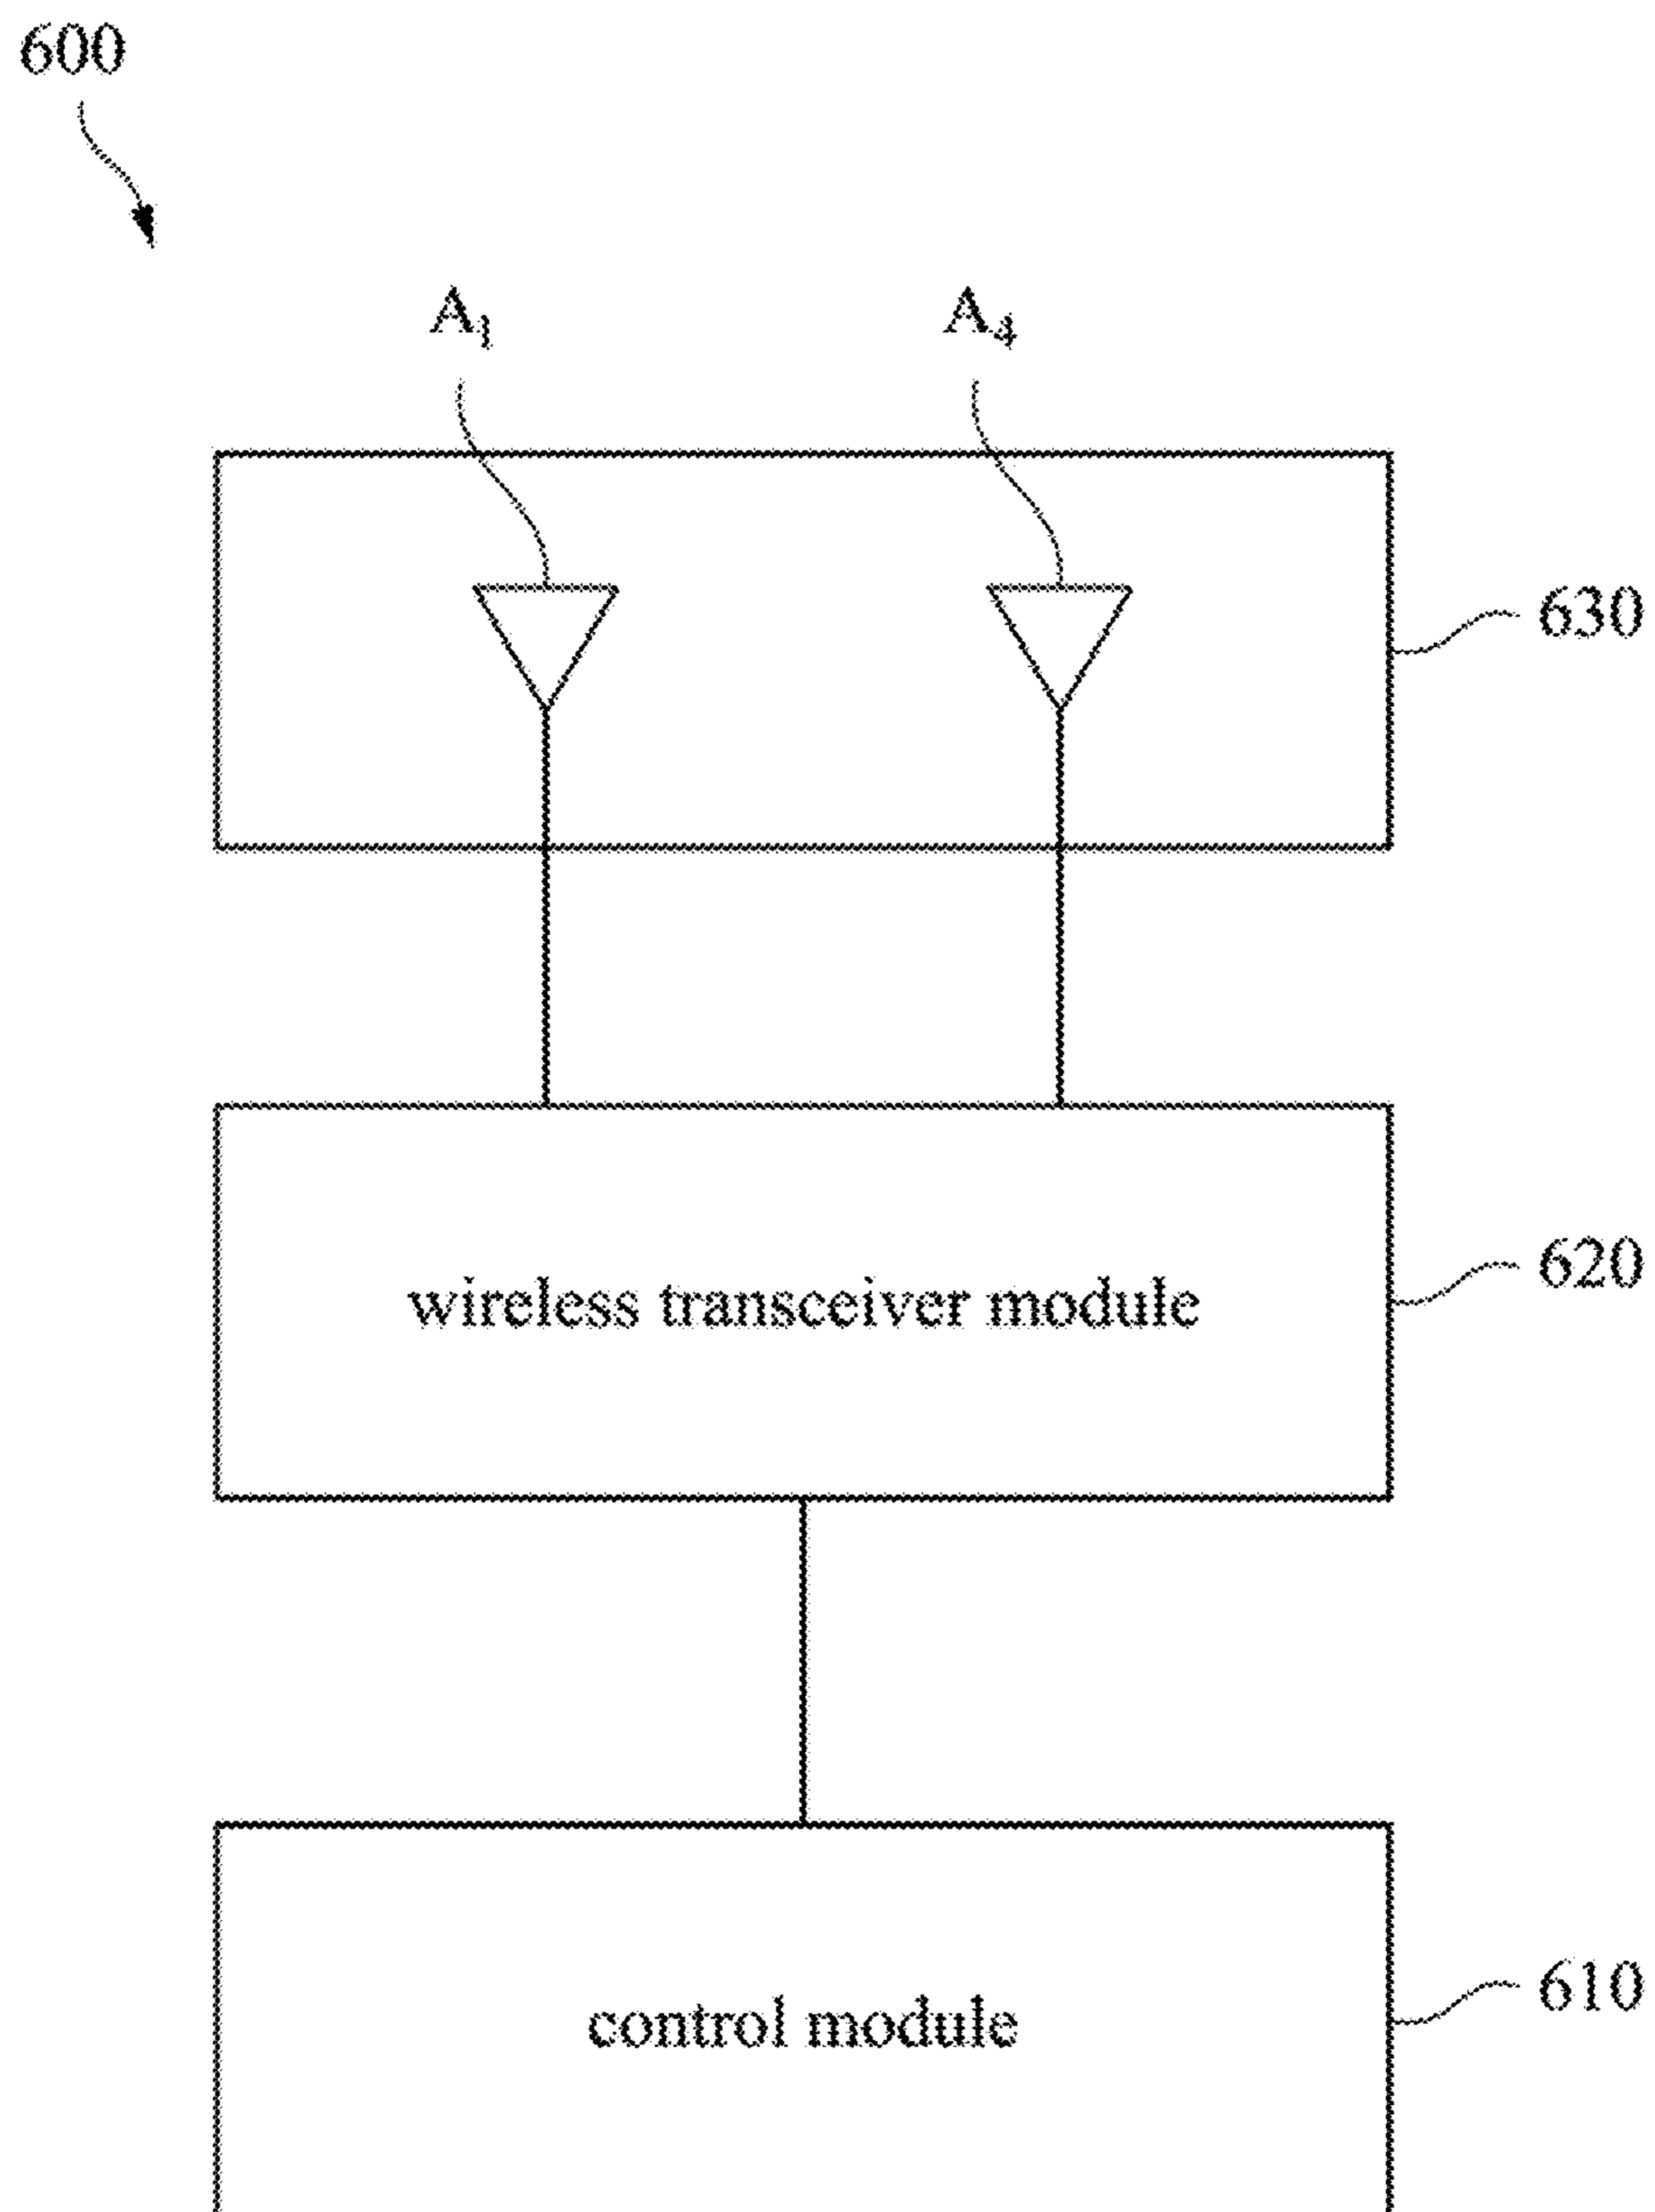 600
A₁
A₄
630
620
wireless transceiver module
610
control module